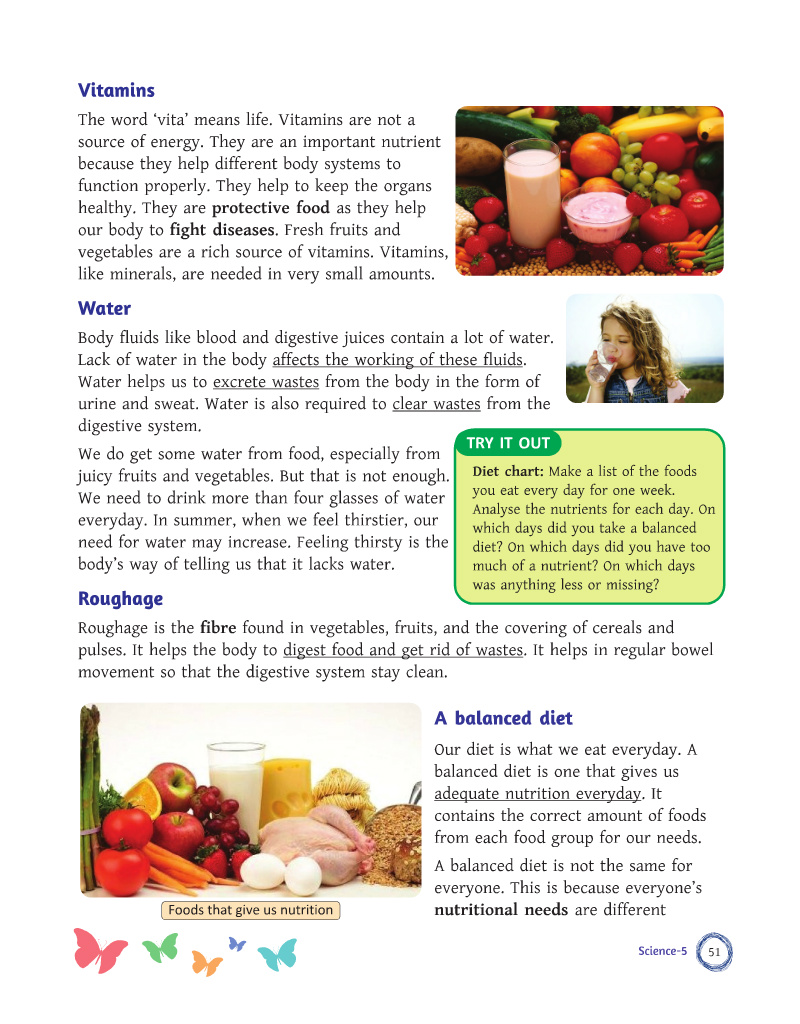 Vitamins
The word ‘vita’ means life. Vitamins are not a
source of energy. They are an important nutrient
because they help different body systems to
function properly. They help to keep the organs
healthy. They are protective food as they help
our body to fight diseases. Fresh fruits and
vegetables are a rich source of vitamins. Vitamins,
like minerals, are needed in very small amounts.
Water
Body fluids like blood and digestive juices contain a lot of water.
Lack of water in the body affects the working of these fluids.
Water helps us to excrete wastes from the body in the form of
urine and sweat. Water is also required to clear wastes from the
digestive system.
We do get some water from food, especially from
juicy fruits and vegetables. But that is not enough.
We need to drink more than four glasses of water
everyday. In summer, when we feel thirstier, our
need for water may increase. Feeling thirsty is the
body’s way of telling us that it lacks water.
TRY IT OUT
Diet chart: Make a list of the foods
you eat every day for one week.
Analyse the nutrients for each day. On
which days did you take a balanced
diet? On which days did you have too
much of a nutrient? On which days
was anything less or missing?
Roughage
Roughage is the fibre found in vegetables, fruits, and the covering of cereals and
pulses. It helps the body to digest food and get rid of wastes. It helps in regular bowel
movement so that the digestive system stay clean.
Foods that give us nutrition
A balanced diet
Our diet is what we eat everyday. A
balanced diet is one that gives us
adequate nutrition everyday. It
contains the correct amount of foods
from each food group for our needs.
A balanced diet is not the same for
everyone. This is because everyone’s
nutritional needs are different
Science-5 51